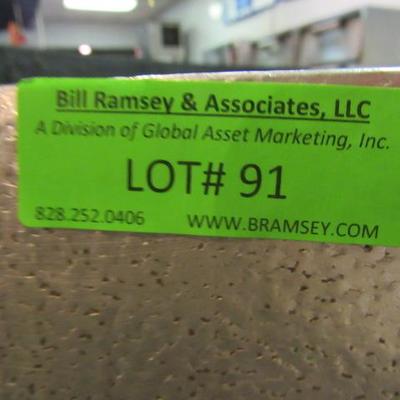 Bill Ramsey & Associates, LLC
A Division of Global Asset Marketing, Inc.
LOT# 91
828.252.0406 WWW.BRAMSEY.COM